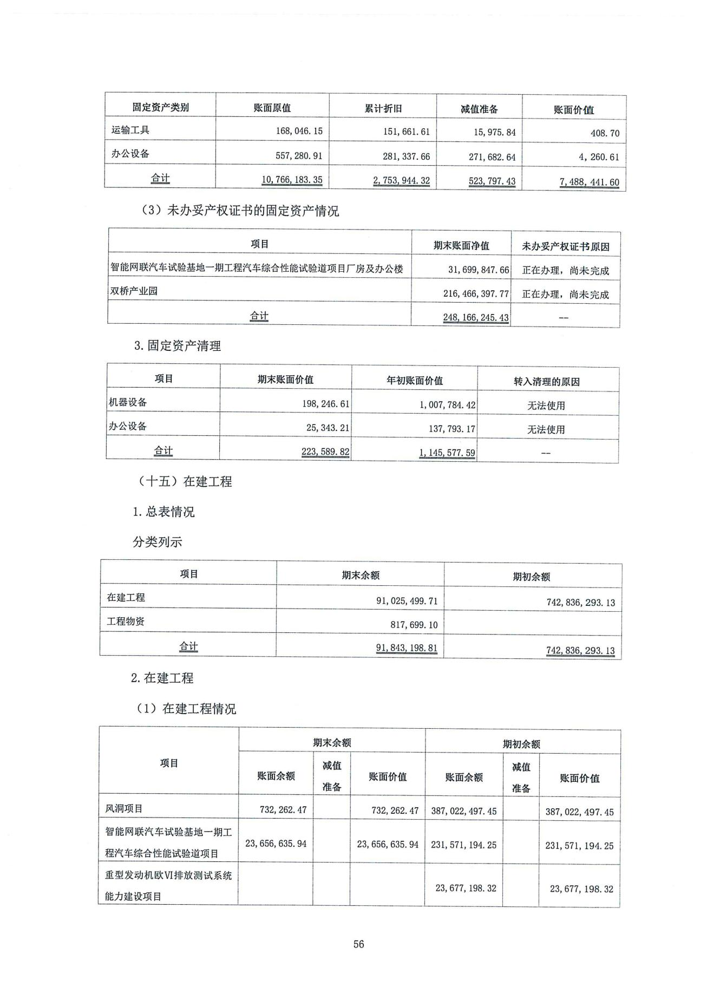 固定资产类别 账面原值 累计折旧 减值准备 账面价值
运输工具 168,046.15 151,661.61 15,975.84 408.70
办公设备 557,280.91 281,337.66 271,682.64 4,260.61
合计 10,766,183.35 2,753,944.32 523,797.43 7,488,441.60
（3）未办妥产权证书的固定资产情况
项目 期末账面净值 未办妥产权证书原因
智能网联汽车试验基地一期工程汽车综合性能试验道项目厂房及办公楼 31,699,847.66 正在办理，尚未完成
双桥产业园 216,466,397.77 正在办理，尚未完成
合计 248,166,245.43 --
3.固定资产清理
项目 期末账面价值 年初账面价值 转入清理的原因
机器设备 198,246.61 1,007,784.42 无法使用
办公设备 25,343.21 137,793.17 无法使用
合计 223,589.82 1,145,577.59 --
（十五）在建工程
1.总表情况
分类列示
项目 期末余额 期初余额
在建工程 91,025,499.71 742,836,293.13
工程物资 817,699.10
合计 91,843,198.81 742,836,293.13
2.在建工程
（1）在建工程情况
项目 期末余额 期初余额
账面余额 减值准备 账面价值 账面余额 减值准备 账面价值
风洞项目 732,262.47 732,262.47 387,022,497.45 387,022,497.45
智能网联汽车试验基地一期工
程汽车综合性能试验道项目 23,656,635.94 23,656,635.94 231,571,194.25 231,571,194.25
重型发动机欧Ⅵ排放测试系统
能力建设项目 23,677,198.32 23,677,198.32
56